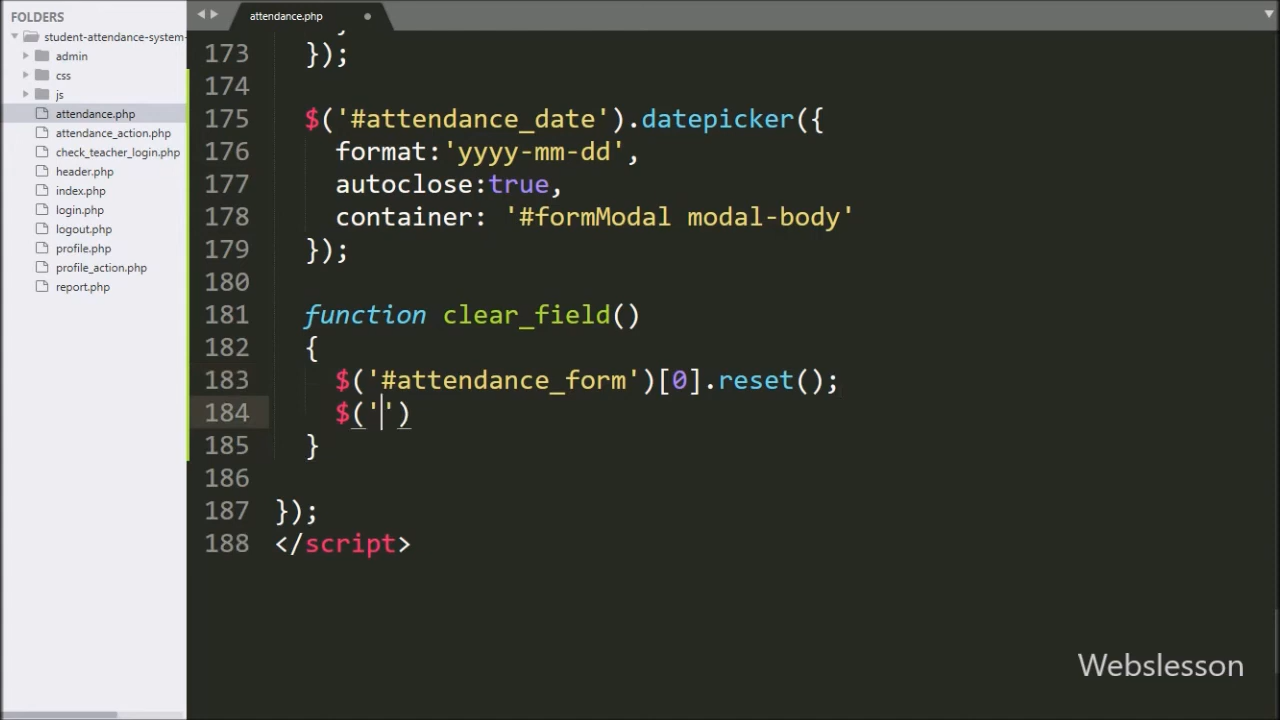 FOLDERS
student-attendance-system-
admin
css
js
attendance.php
attendance_action.php
check_teacher_login.php
header.php
index.php
login.php
logout.php
profile.php
profile_action.php
report.php
attendance.php
173 });
174
175 $('#attendance_date').datepicker({
176 format:'yyyy-mm-dd',
177 autoclose:true,
178 container: '#formModal modal-body'
179 });
180
181 function clear_field()
182 {
183 $('#attendance_form')[0].reset();
184 $('')
185 }
186
187 });
188 </script>
Webslesson